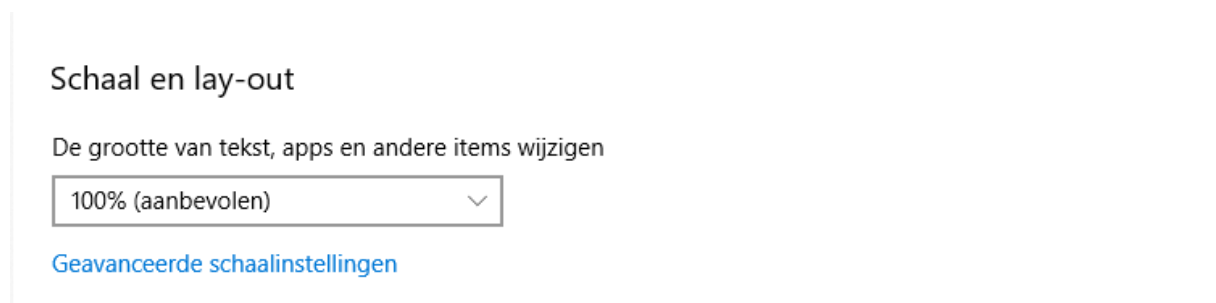 Schaal en lay-out
De grootte van tekst, apps en andere items wijzigen
100% (aanbevolen)
Geavanceerde schaalinstellingen